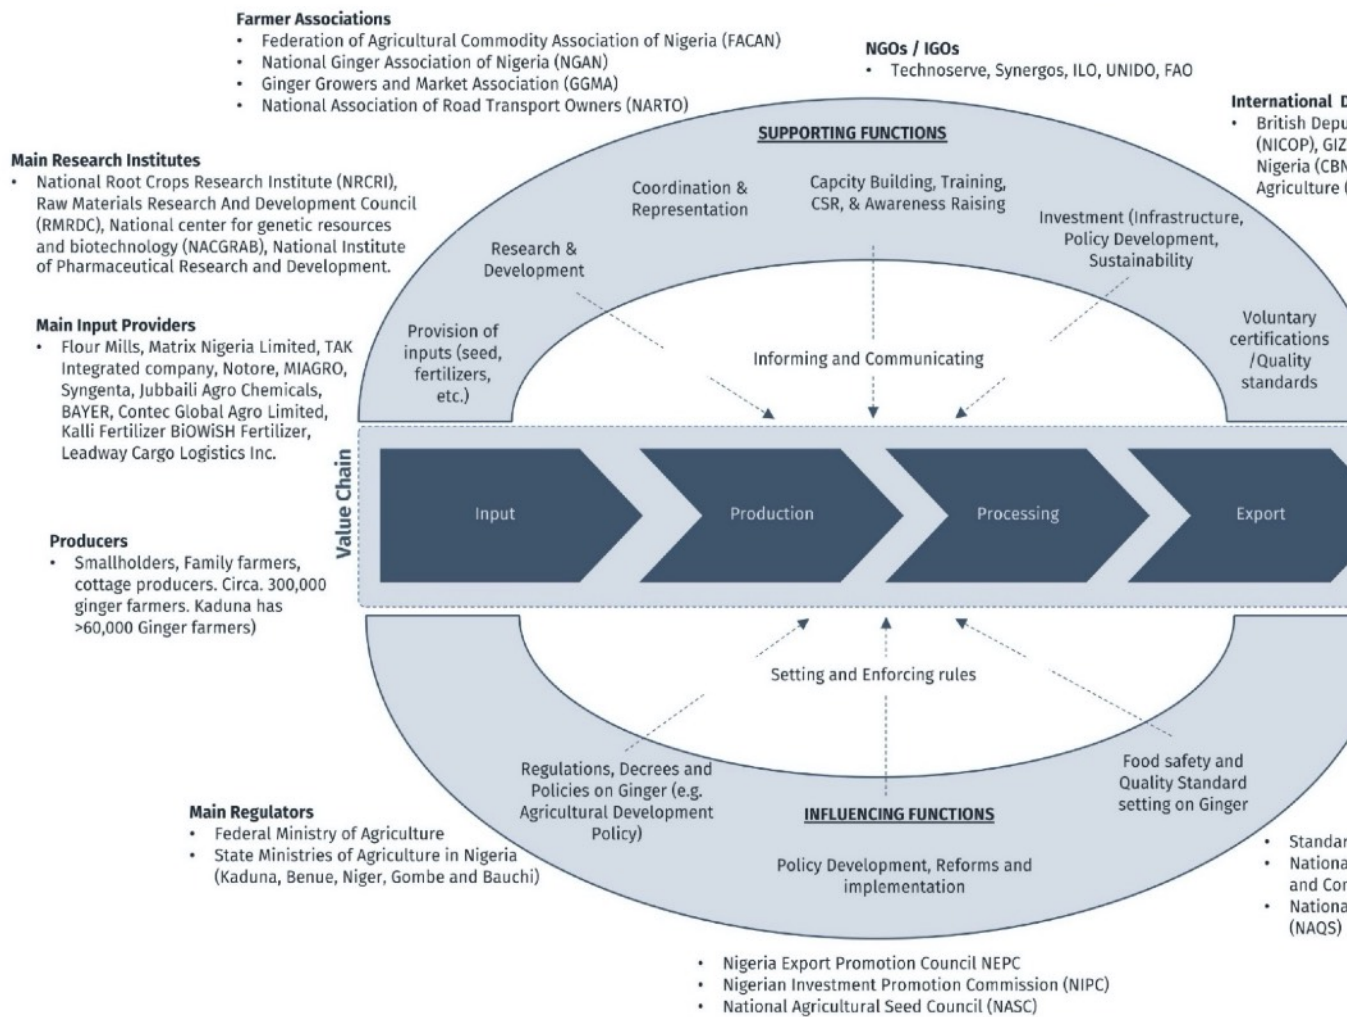 Farmer Associations
• Federation of Agricultural Commodity Association of Nigeria (FACAN)
• National Ginger Association of Nigeria (NGAN)
• Ginger Growers and Market Association (GGMA)
• National Association of Road Transport Owners (NARTO)
NGOs / IGOs
• Technoserve, Synergos, ILO, UNIDO, FAO
International D
• British Depu
(NICOP), GIZ
Nigeria (CBN
Agriculture (
Main Research Institutes
• National Root Crops Research Institute (NRCRI),
Raw Materials Research And Development Council
(RMRDC), National center for genetic resources
and biotechnology (NACGRAB), National Institute
of Pharmaceutical Research and Development.
Main Input Providers
• Flour Mills, Matrix Nigeria Limited, TAK
Integrated company, Notore, MIAGRO,
Syngenta, Jubbaili Agro Chemicals,
BAYER, Contec Global Agro Limited,
Kalli Fertilizer BiOWiSH Fertilizer,
Leadway Cargo Logistics Inc.
Producers
• Smallholders, Family farmers,
cottage producers. Circa. 300,000
ginger farmers. Kaduna has
>60,000 Ginger farmers)
SUPPORTING FUNCTIONS
Provision of
inputs (seed,
fertilizers,
etc.)
Research &
Development
Coordination &
Representation
Capcity Building, Training,
CSR, & Awareness Raising
Investment (Infrastructure,
Policy Development,
Sustainability
Voluntary
certifications
/Quality
standards
Informing and Communicating
Value Chain
Input
Production
Processing
Export
Setting and Enforcing rules
Regulations, Decrees and
Policies on Ginger (e.g.
Agricultural Development
Policy)
INFLUENCING FUNCTIONS
Policy Development, Reforms and
implementation
Food safety and
Quality Standard
setting on Ginger
Main Regulators
• Federal Ministry of Agriculture
• State Ministries of Agriculture in Nigeria
(Kaduna, Benue, Niger, Gombe and Bauchi)
• Standar
• Nationa
and Con
• Nationa
(NAQS)
• Nigeria Export Promotion Council NEPC
• Nigerian Investment Promotion Commission (NIPC)
• National Agricultural Seed Council (NASC)